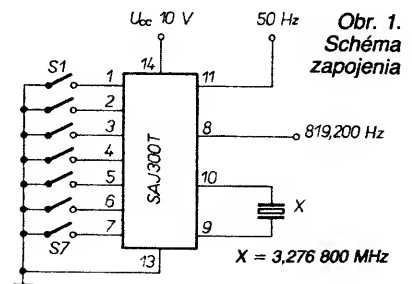 U꜀꜀ 10 V
50 Hz
Obr. 1.
Schéma
zapojenia
S1
14
1
11
2
3
8
819,200 Hz
4
SAJ300T
5
10
6
X
7
9
S7
13
X = 3,276 800 MHz